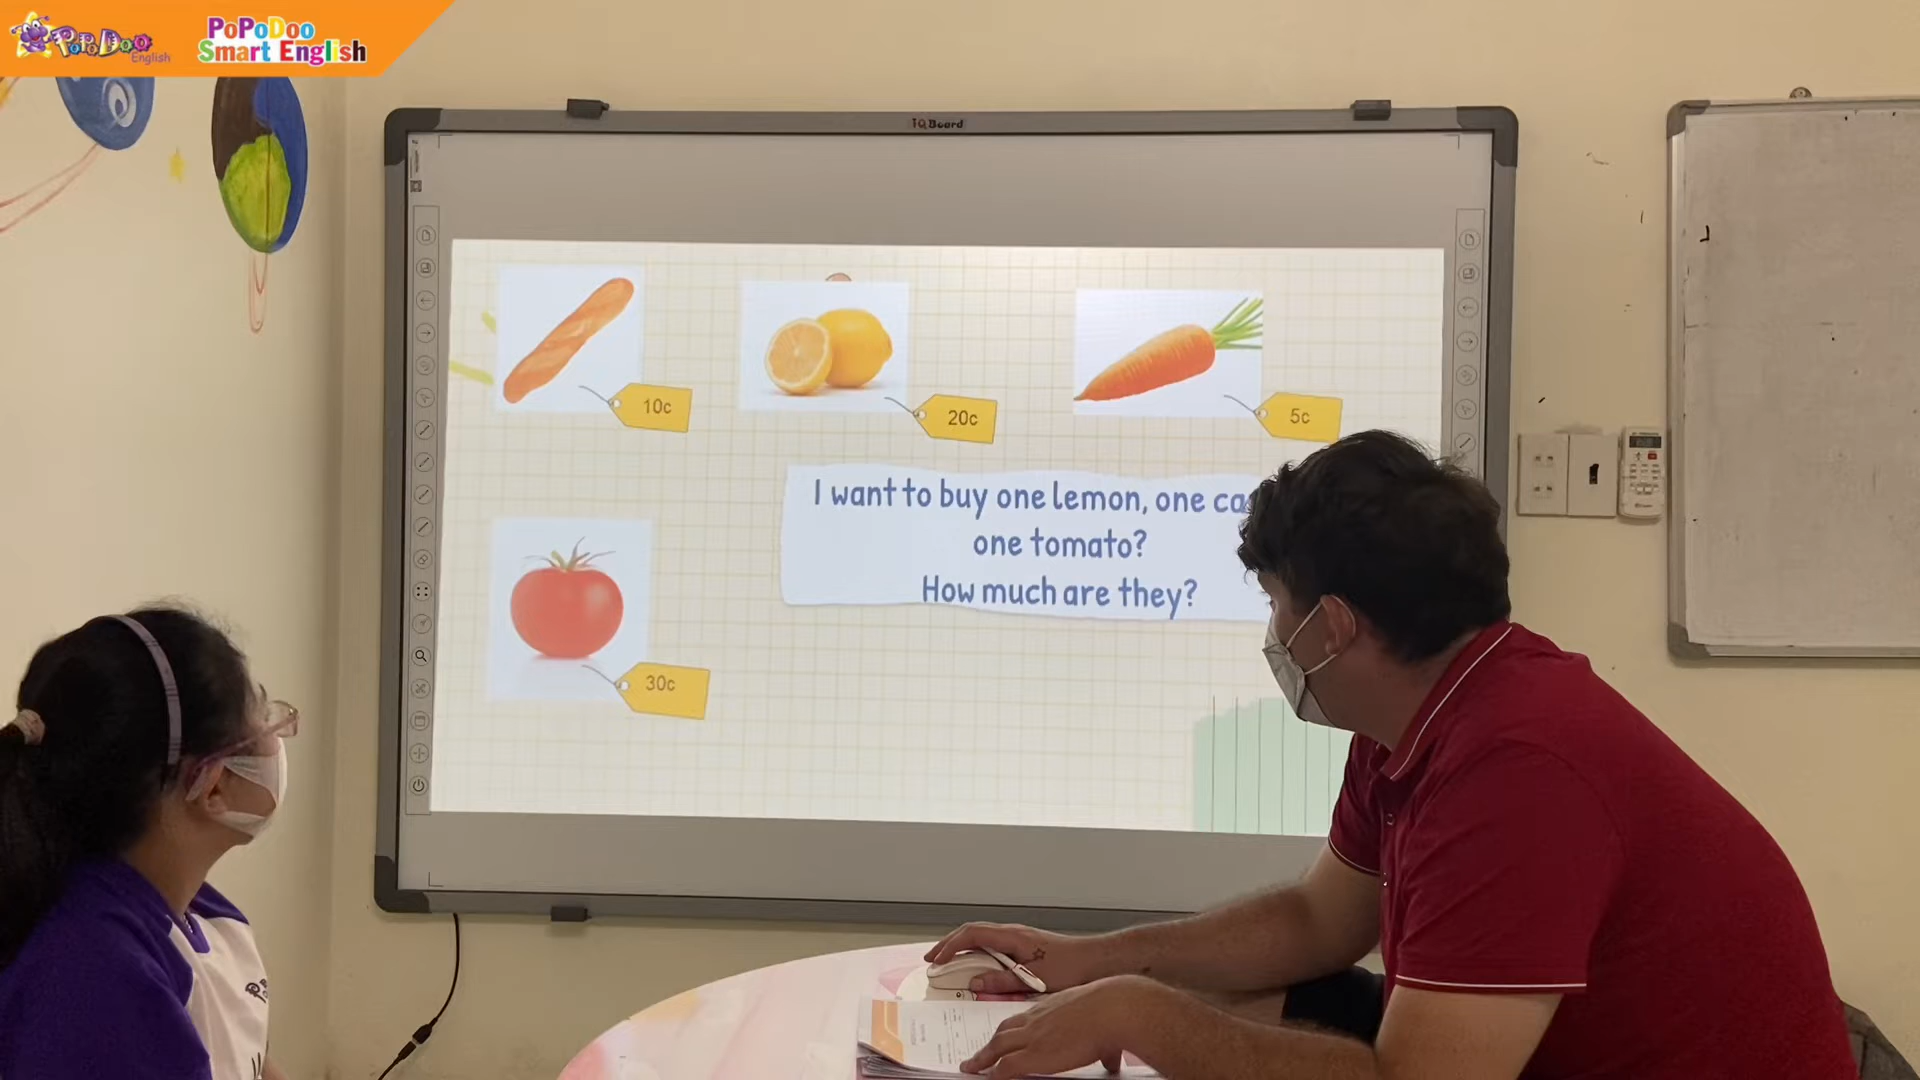 PoPoDoo
English
PoPoDoo
Smart English
IQBoard
10c
20c
5c
I want to buy one lemon, one
one tomato?
How much are they?
30c